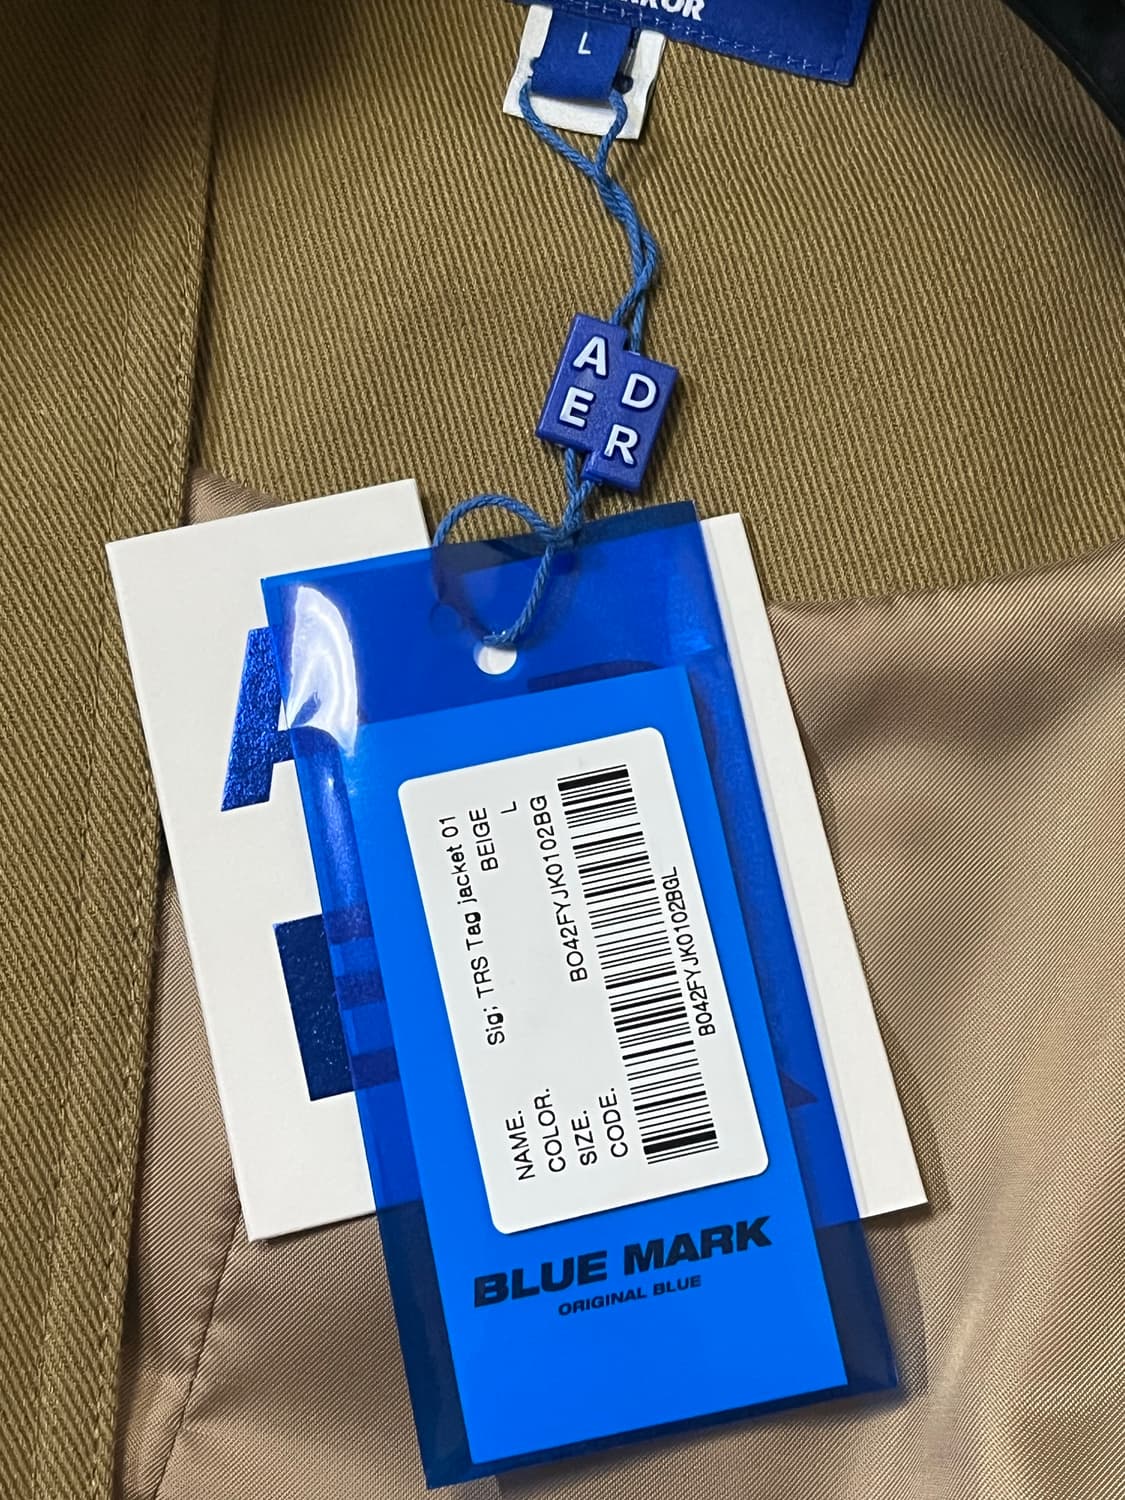 L
A D
E R
NAME. Sig; TRS Tag jacket 01
COLOR. BEIGE
SIZE. L
CODE. BO42FYJK0102BG
BO42FYJK0102BGL
BLUE MARK
ORIGINAL BLUE